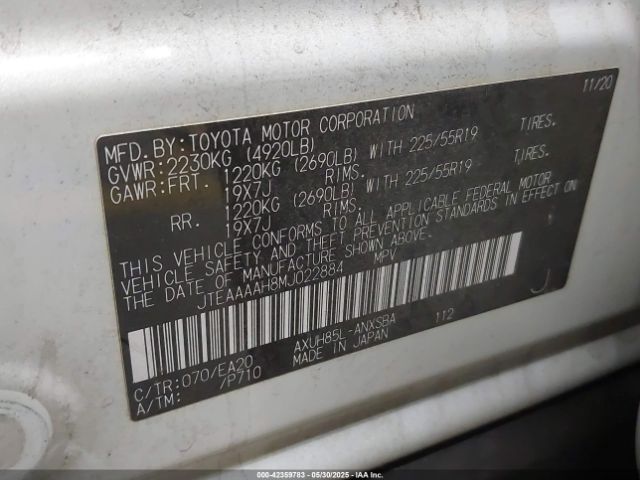 11/20
MFD. BY: TOYOTA MOTOR CORPORATION
GVWR: 2230KG (4920LB)
GAWR: FRT. 1220KG (2690LB) WITH 225/55R19 TIRES.
19X7J RIMS.
RR. 1220KG (2690LB) WITH 225/55R19 TIRES.
19X7J RIMS.
THIS VEHICLE CONFORMS TO ALL APPLICABLE FEDERAL MOTOR
VEHICLE SAFETY AND THEFT PREVENTION STANDARDS IN EFFECT ON
THE DATE OF MANUFACTURE SHOWN ABOVE.
JTEAAAAH8MJ022884 MPV
J
AXUH85L-ANXSBA 112
C/TR: 070/EA20 MADE IN JAPAN
A/TM: /P710
000-42359783 - 05/30/2025 - IAAI.COM